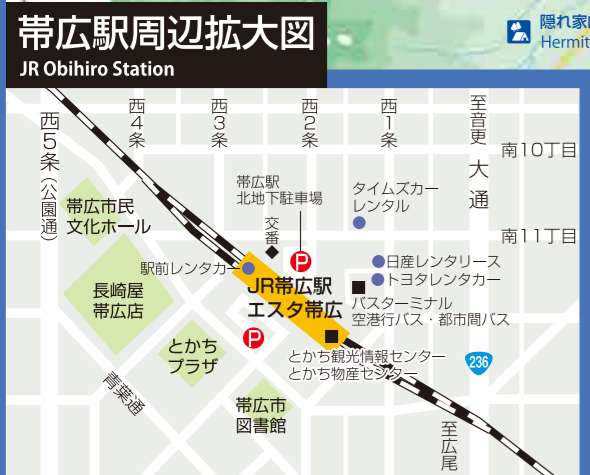 帯広駅周辺拡大図
JR Obihiro Station
隠れ家
Hermit
西5条（公園通）
西4条
西3条
西2条
西1条
至音更
大通
南10丁目
南11丁目
帯広市民
文化ホール
帯広駅
北地下駐車場
交番
P
タイムズカー
レンタル
駅前レンタカー
JR帯広駅
エスタ帯広
日産レンタリース
トヨタレンタカー
バスターミナル
空港行バス・都市間バス
長崎屋
帯広店
P
とかち
プラザ
とかち観光情報センター
とかち物産センター
236
青葉通
帯広市
図書館
至広尾